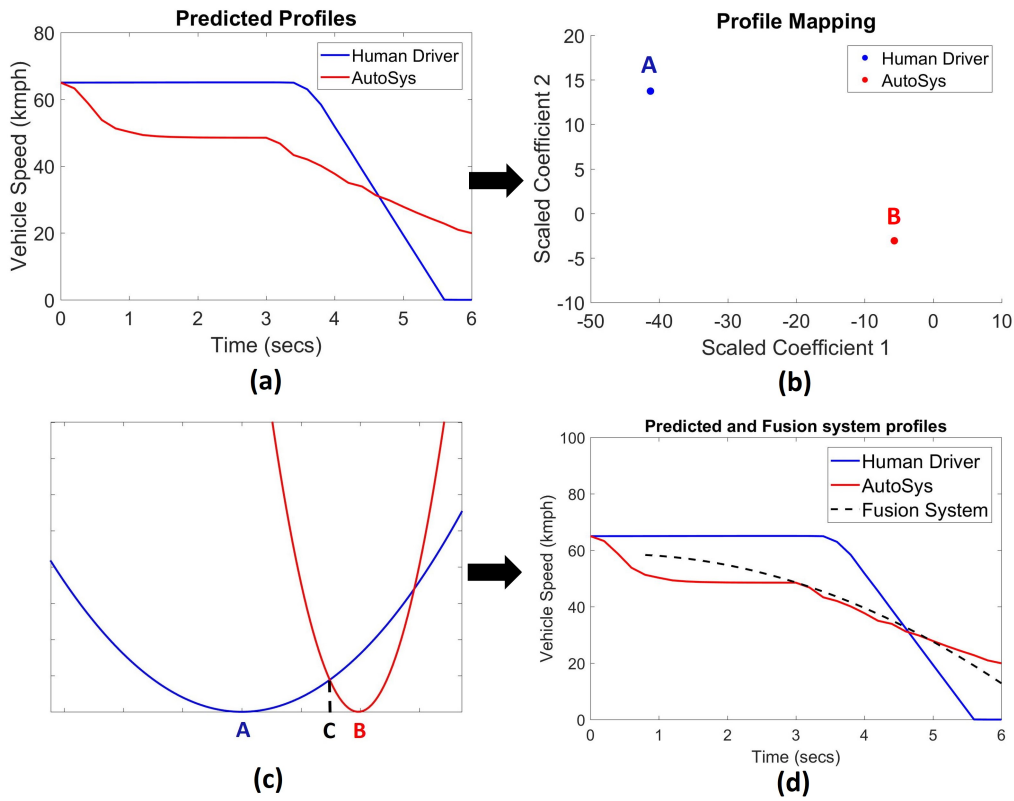 Predicted Profiles
80
60
40
20
0
Vehicle Speed (kmph)
Human Driver
AutoSys
0 1 2 3 4 5 6
Time (secs)
(a)
Profile Mapping
20
15
10
5
0
-5
-10
Scaled Coefficient 2
A
B
Human Driver
AutoSys
-50 -40 -30 -20 -10 0 10
Scaled Coefficient 1
(b)
A C B
(c)
Predicted and Fusion system profiles
100
80
60
40
20
0
Vehicle Speed (kmph)
Human Driver
AutoSys
Fusion System
0 1 2 3 4 5 6
Time (secs)
(d)